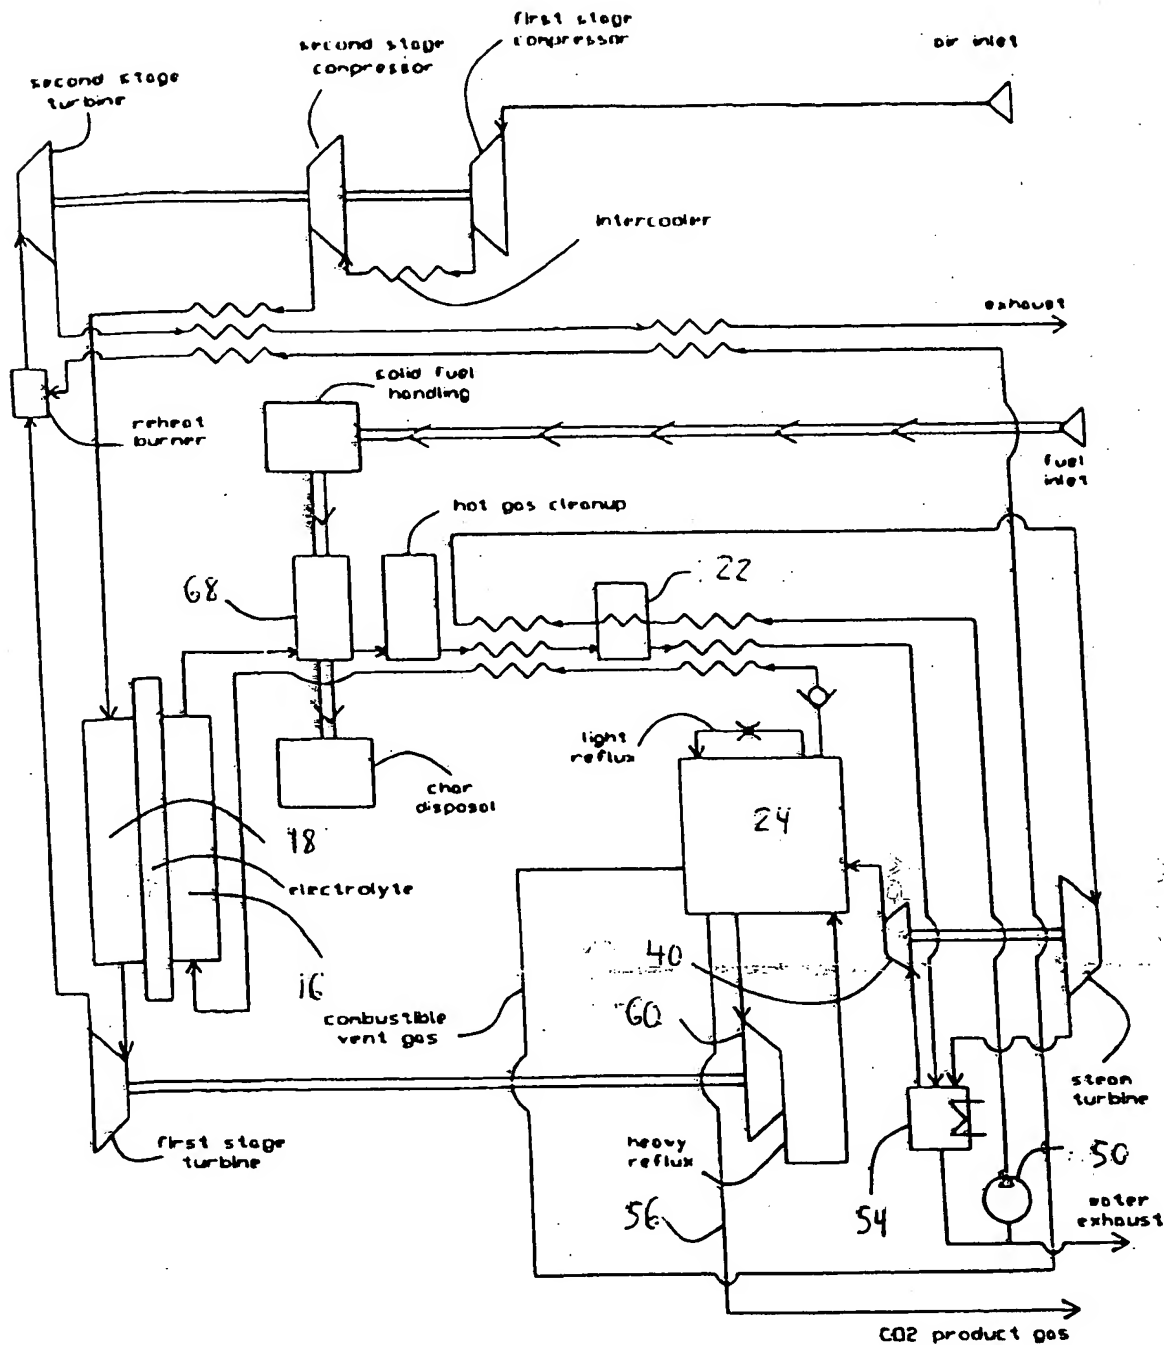 first stage
compressor
second stage
compressor
air inlet
second stage
turbine
intercooler
exhaust
solid fuel
handling
reheat
burner
fuel
inlet
hot gas cleanup
22
68
light
reflux
char
disposal
24
18
electrolyte
16
40
combustible
vent gas
60
steam
turbine
first stage
turbine
heavy
reflux
50
56
54
water
exhaust
CO2 product gas